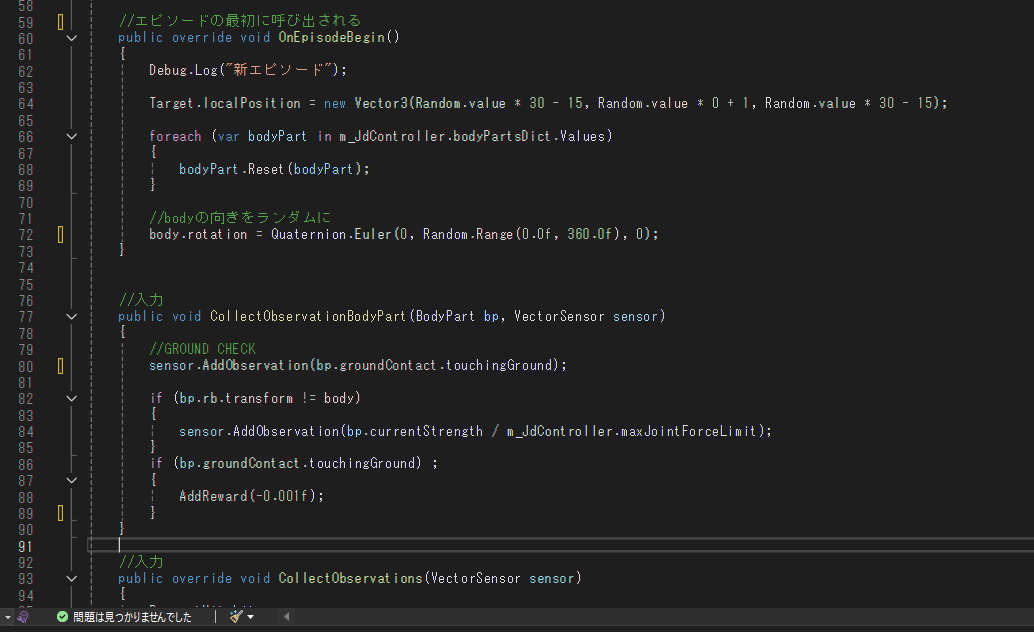 58
59 //エピソードの最初に呼び出される
60 public override void OnEpisodeBegin()
61 {
62 Debug.Log("新エピソード");
63
64 Target.localPosition = new Vector3(Random.value * 30 - 15, Random.value * 0 + 1, Random.value * 30 - 15);
65
66 foreach (var bodyPart in m_JdController.bodyPartsDict.Values)
67 {
68 bodyPart.Reset(bodyPart);
69 }
70
71 //bodyの向きをランダムに
72 body.rotation = Quaternion.Euler(0, Random.Range(0.0f, 360.0f), 0);
73 }
74
75
76 //入力
77 public void CollectObservationBodyPart(BodyPart bp, VectorSensor sensor)
78 {
79 //GROUND CHECK
80 sensor.AddObservation(bp.groundContact.touchingGround);
81
82 if (bp.rb.transform != body)
83 {
84 sensor.AddObservation(bp.currentStrength / m_JdController.maxJointForceLimit);
85 }
86 if (bp.groundContact.touchingGround) ;
87 {
88 AddReward(-0.001f);
89 }
90 }
91
92 //入力
93 public override void CollectObservations(VectorSensor sensor)
94 {
問題は見つかりませんでした